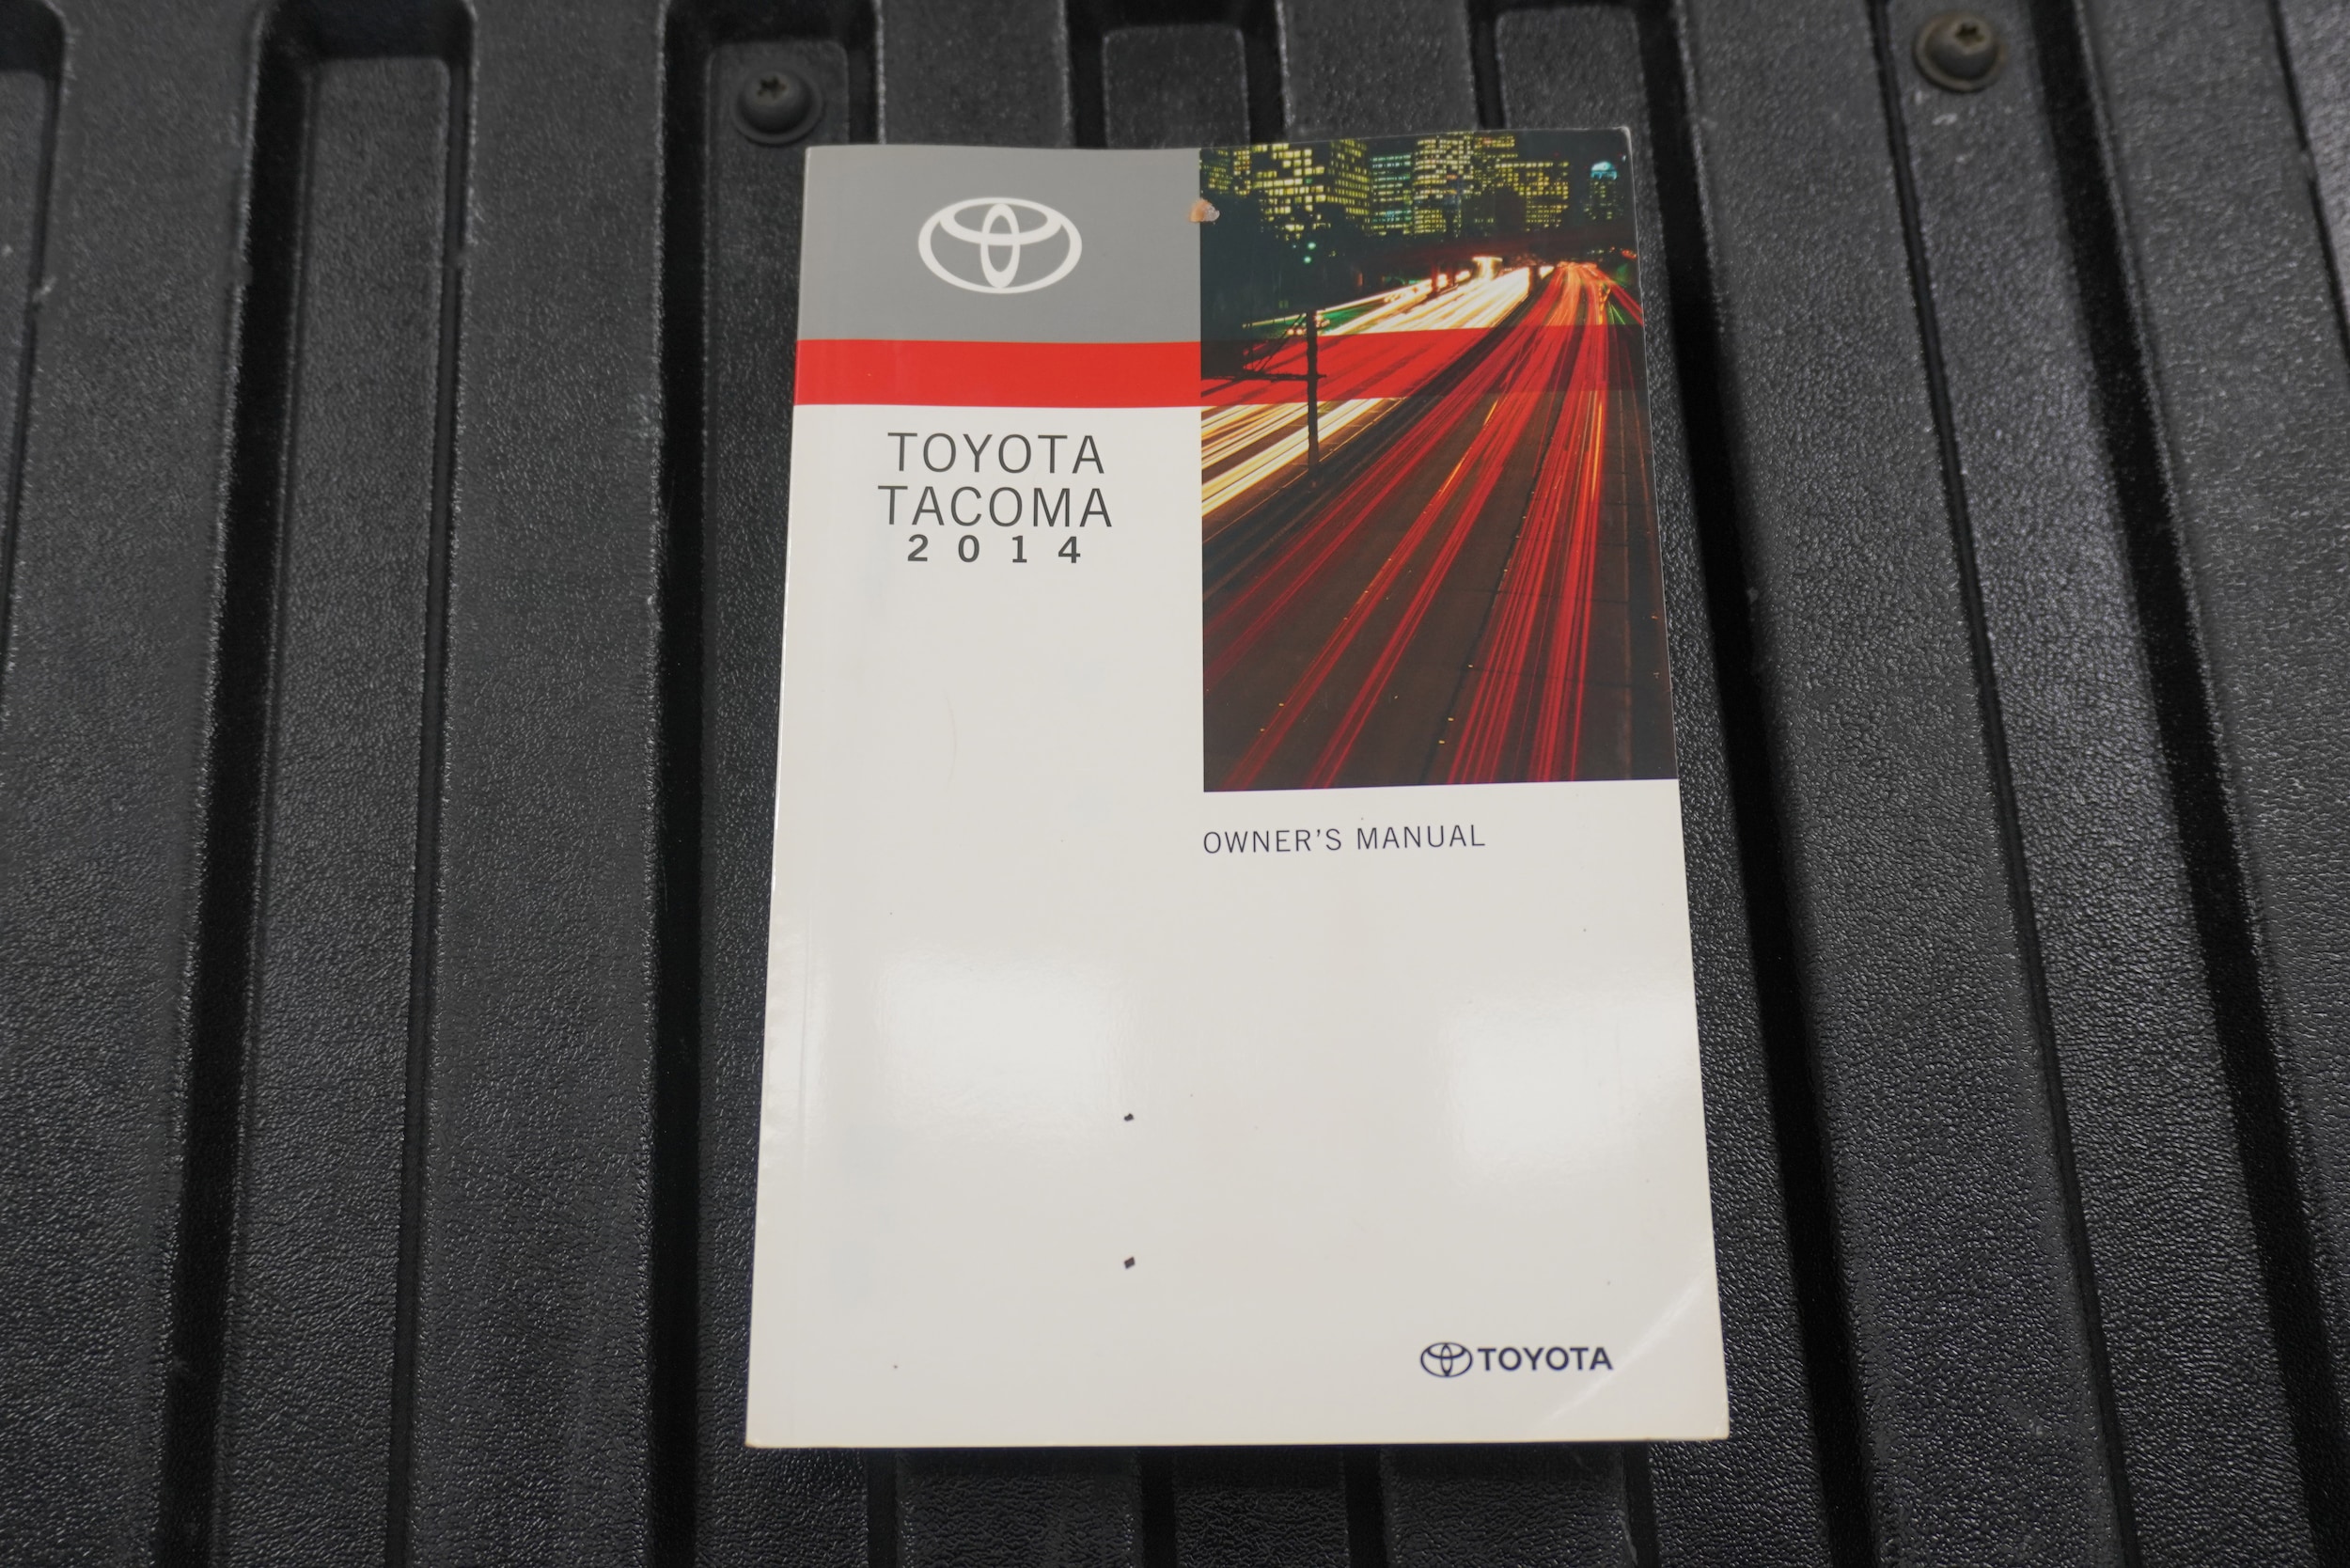 TOYOTA
TACOMA
2014
OWNER'S MANUAL
TOYOTA